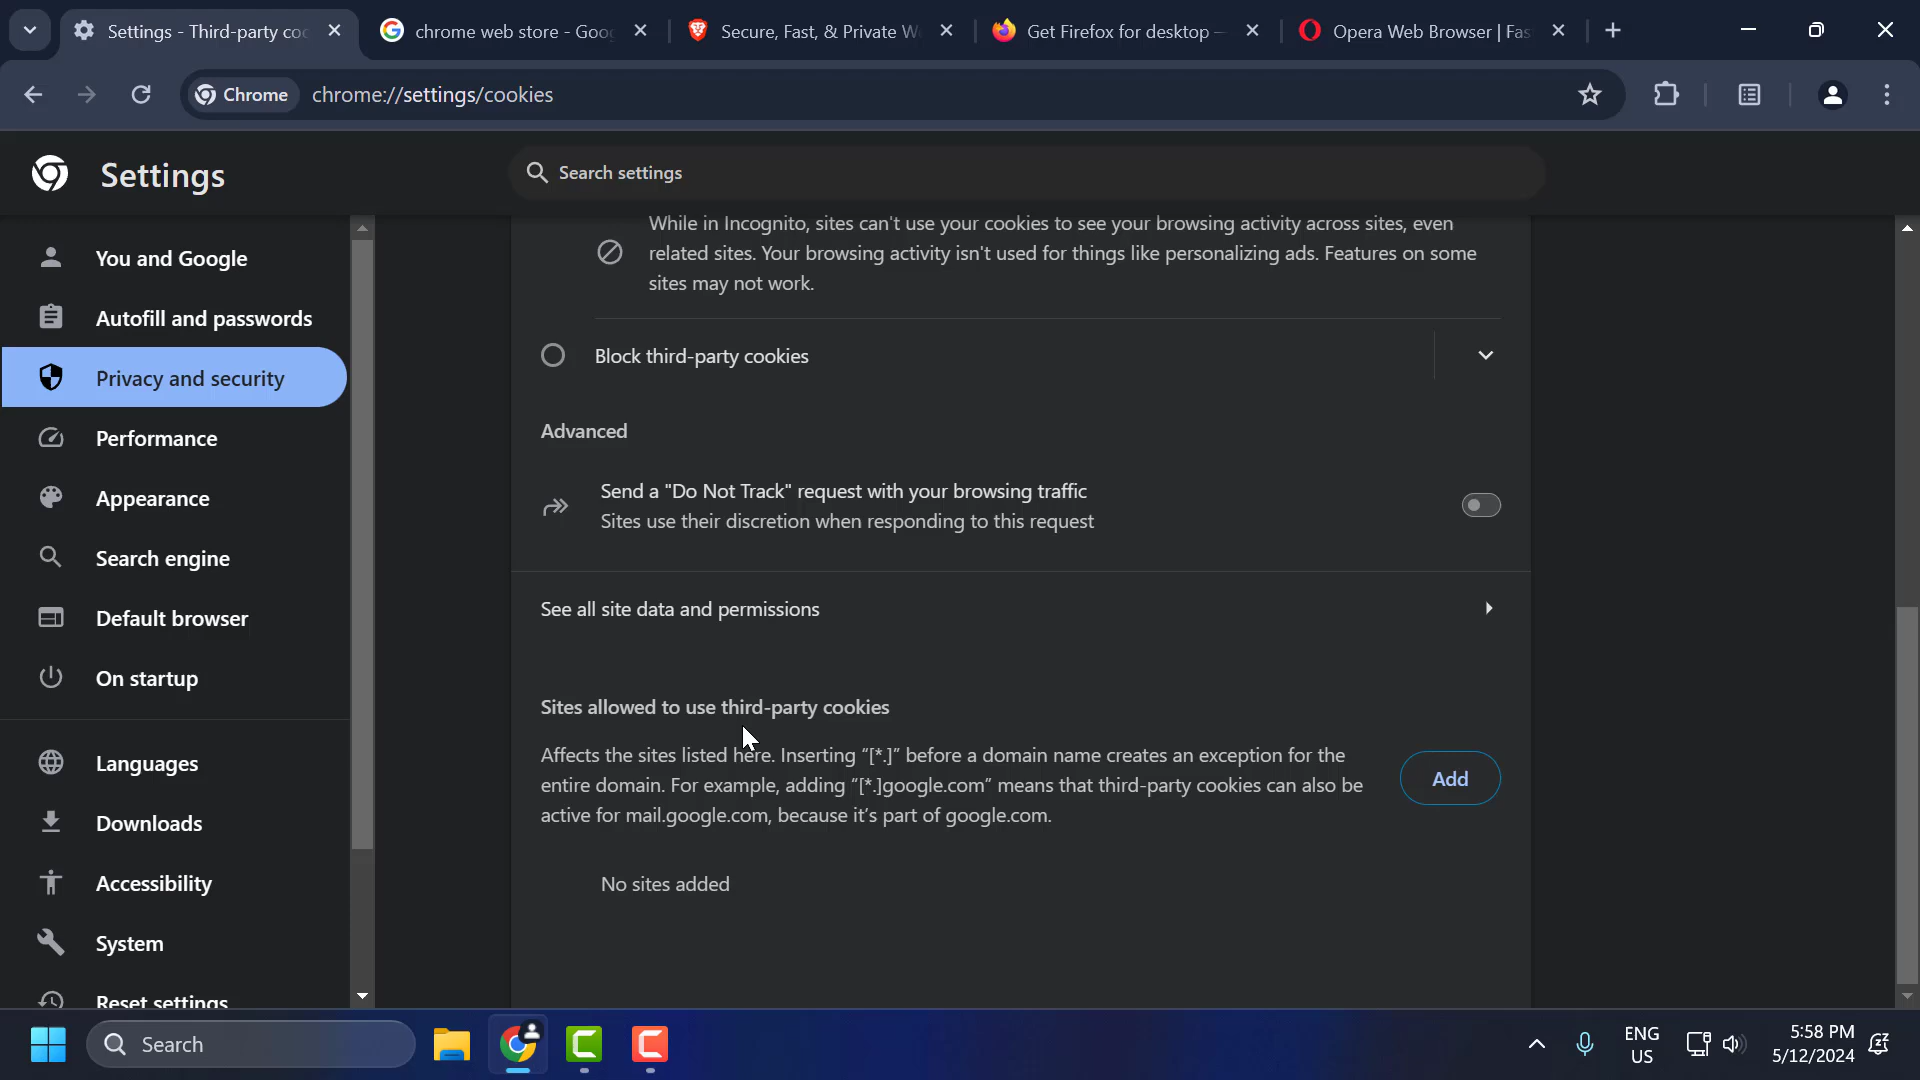 Settings - Third-party coo
chrome web store - Goog
Secure, Fast, & Private W
Get Firefox for desktop —
Opera Web Browser | Fas
Chrome
chrome://settings/cookies
Settings
Search settings
You and Google
Autofill and passwords
Privacy and security
Performance
Appearance
Search engine
Default browser
On startup
Languages
Downloads
Accessibility
System
Reset settings
While in Incognito, sites can't use your cookies to see your browsing activity across sites, even
related sites. Your browsing activity isn't used for things like personalizing ads. Features on some
sites may not work.
Block third-party cookies
Advanced
Send a "Do Not Track" request with your browsing traffic
Sites use their discretion when responding to this request
See all site data and permissions
Sites allowed to use third-party cookies
Affects the sites listed here. Inserting “[*.]” before a domain name creates an exception for the
entire domain. For example, adding “[*.]google.com” means that third-party cookies can also be
active for mail.google.com, because it’s part of google.com.
Add
No sites added
Search
ENG
US
5:58 PM
5/12/2024